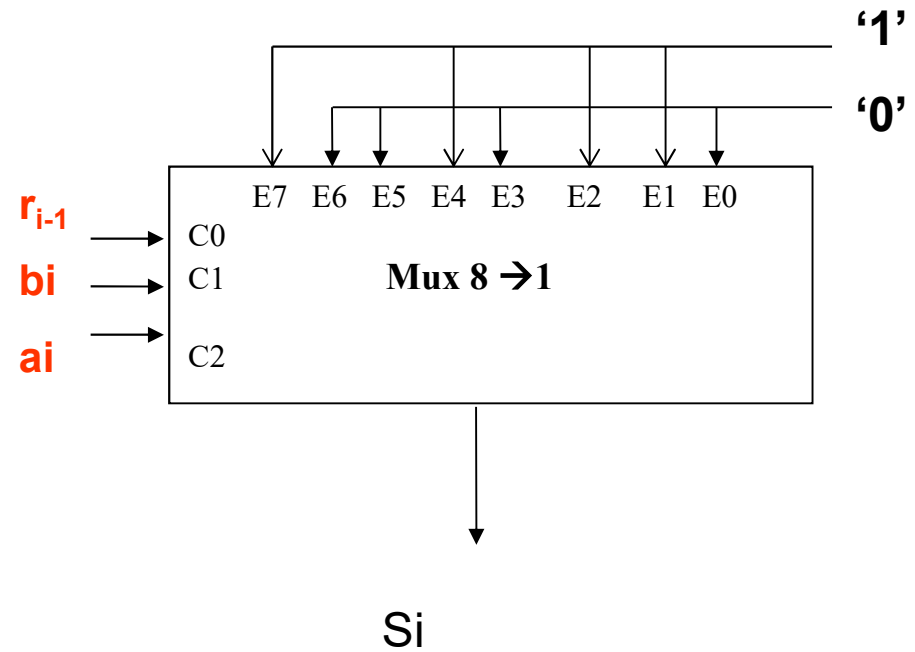 ‘1’
‘0’
E7 E6 E5 E4 E3 E2 E1 E0
r_{i-1} C0
bi C1 Mux 8 →1
ai C2
Si